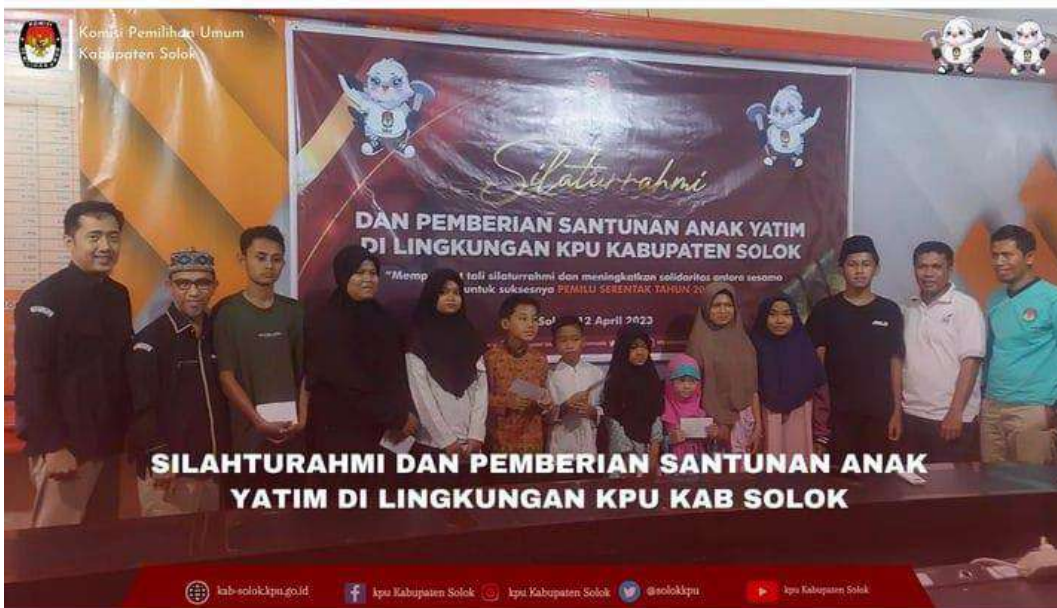 Komisi Pemilihan Umum
Kabupaten Solok
Silaturrahmi
DAN PEMBERIAN SANTUNAN ANAK YATIM
DI LINGKUNGAN KPU KABUPATEN SOLOK
tali silaturrahmi dan meningkatkan solidaritas antara sesama
untuk suksesnya PEMILU SERENTAK TAHUN
12 April 2023
SILAHTURAHMI DAN PEMBERIAN SANTUNAN ANAK
YATIM DI LINGKUNGAN KPU KAB SOLOK
kab-solok.kpu.go.id kpu Kabupaten Solok kpu Kabupaten Solok @solokkpu kpu Kabupaten Solok